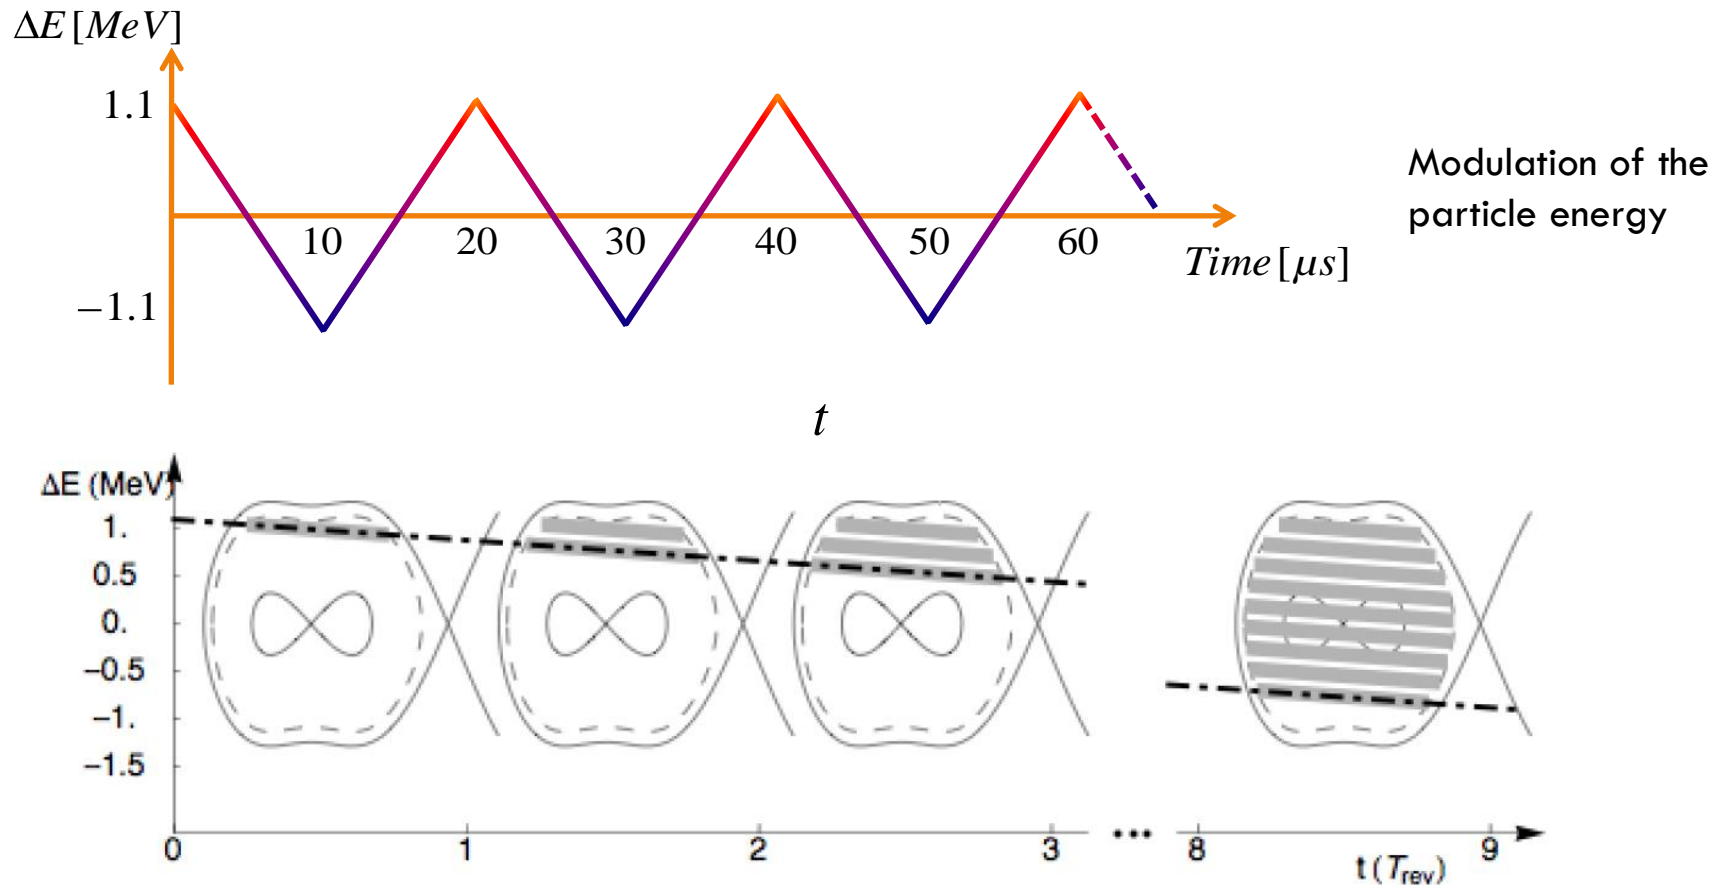 ΔE [MeV]
1.1
−1.1
10 20 30 40 50 60
Time [μs]
Modulation of the
particle energy
t
ΔE (MeV)
1.
0.5
0.
−0.5
−1.
−1.5
0 1 2 3 ••• 8 9
t (Trev)